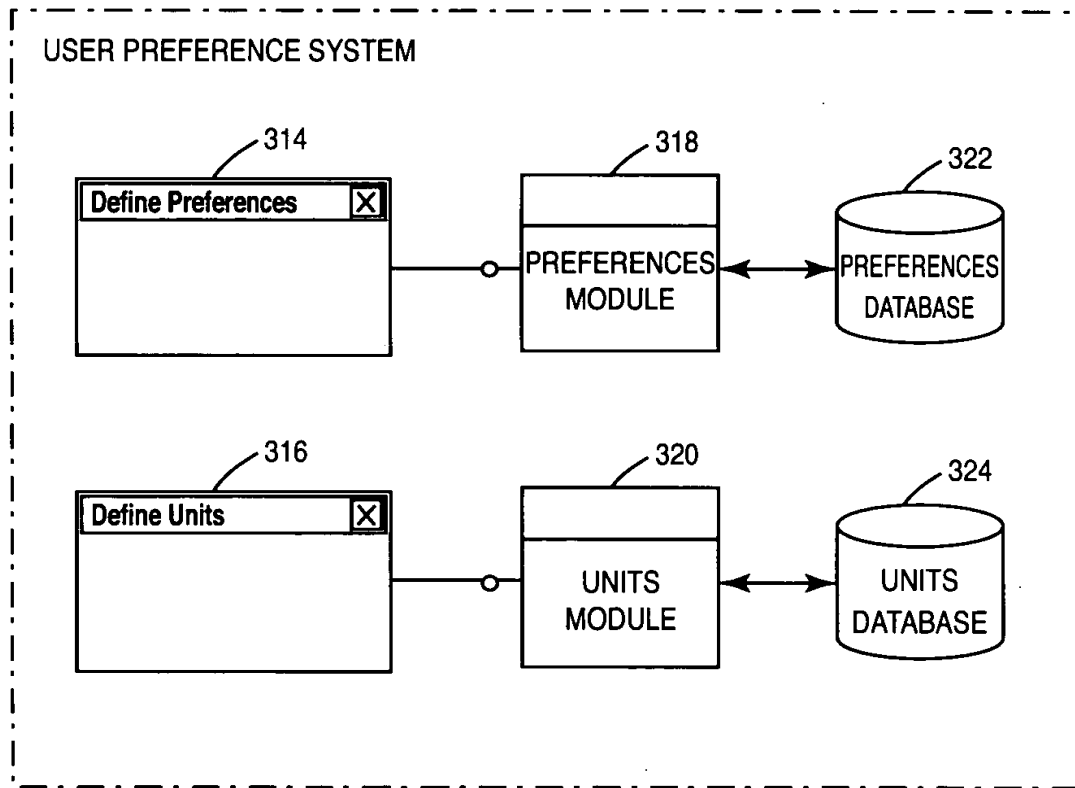 USER PREFERENCE SYSTEM
314
318
322
Define Preferences X
PREFERENCES
MODULE
PREFERENCES
DATABASE
316
320
324
Define Units X
UNITS
MODULE
UNITS
DATABASE